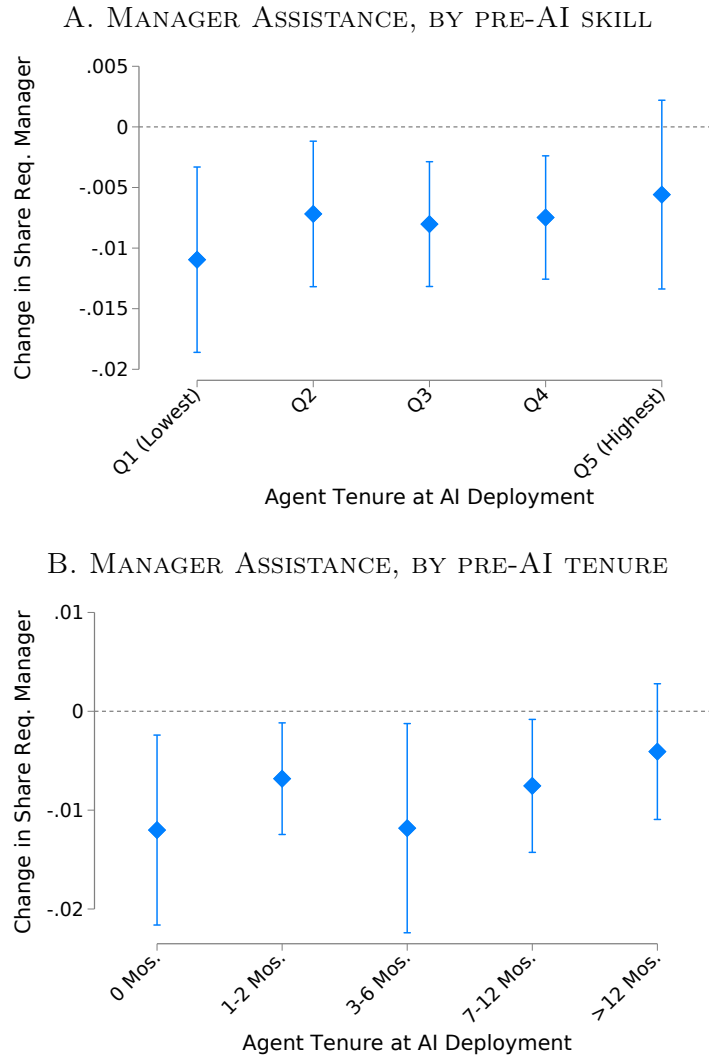 A. MANAGER ASSISTANCE, BY PRE-AI SKILL
Change in Share Req. Manager
.005
0
-.005
-.01
-.015
-.02
Q1 (Lowest)
Q2
Q3
Q4
Q5 (Highest)
Agent Tenure at AI Deployment
B. MANAGER ASSISTANCE, BY PRE-AI TENURE
Change in Share Req. Manager
.01
0
-.01
-.02
0 Mos.
1-2 Mos.
3-6 Mos.
7-12 Mos.
>12 Mos.
Agent Tenure at AI Deployment